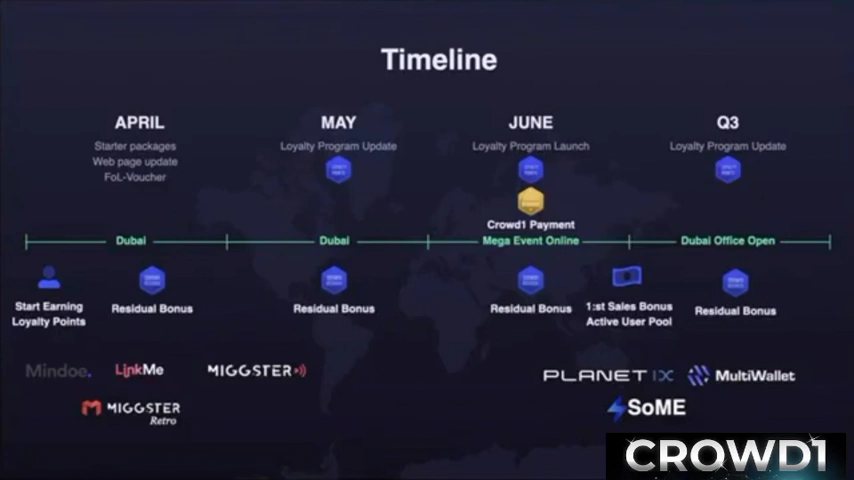 Timeline
APRIL
Starter packages
Web page update
FoL-Voucher
MAY
Loyalty Program Update
JUNE
Loyalty Program Launch
Crowd1 Payment
Q3
Loyalty Program Update
Dubai
Dubai
Mega Event Online
Dubai Office Open
Start Earning
Loyalty Points
Residual Bonus
Residual Bonus
Residual Bonus
1:st Sales Bonus
Active User Pool
Residual Bonus
Mindoe.
LinkMe
MIGGSTER
MIGGSTER
Retro
PLANET IX
MultiWallet
SoME
CROWD1